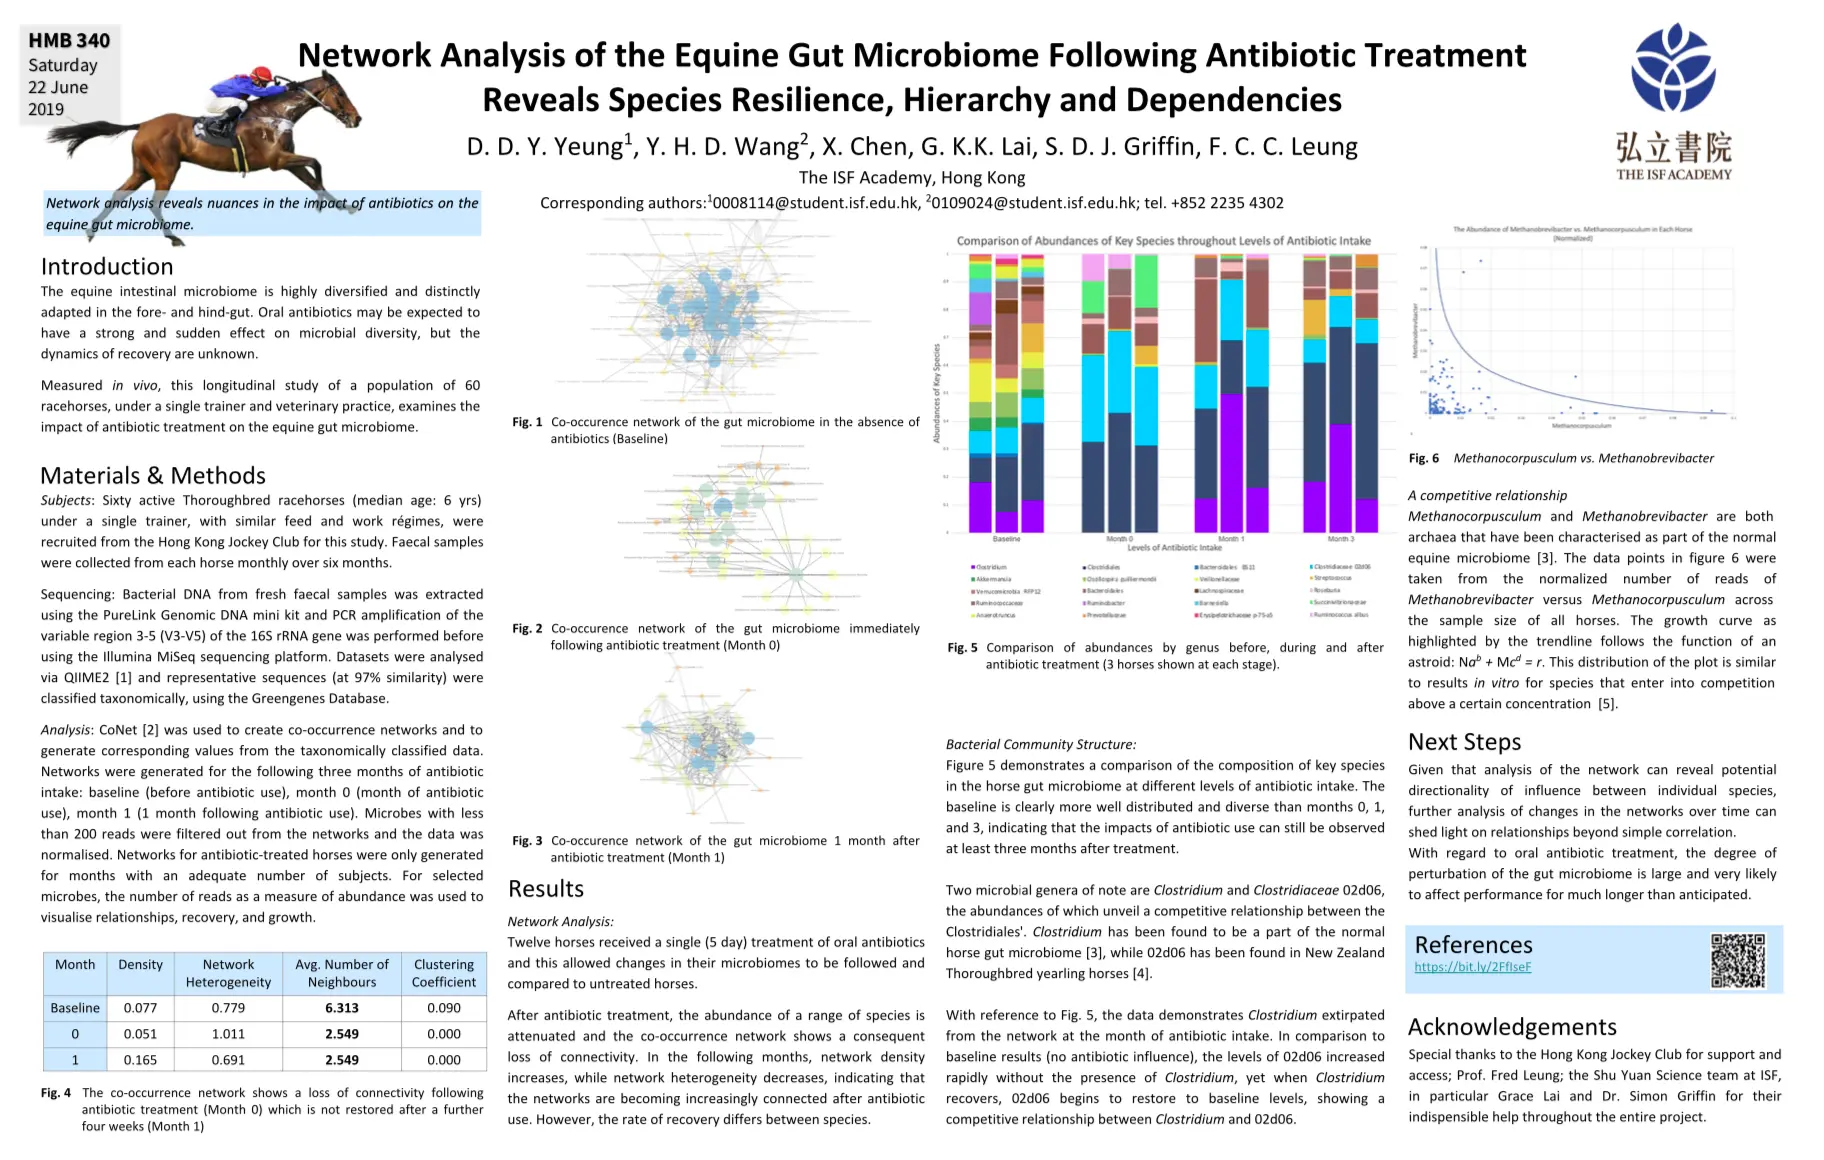 HMB 340
Saturday
22 June
2019
Network Analysis of the Equine Gut Microbiome Following Antibiotic Treatment
Reveals Species Resilience, Hierarchy and Dependencies
D. D. Y. Yeung1, Y. H. D. Wang2, X. Chen, G. K.K. Lai, S. D. J. Griffin, F. C. C. Leung
The ISF Academy, Hong Kong
Corresponding authors:10008114@student.isf.edu.hk, 20109024@student.isf.edu.hk; tel. +852 2235 4302
弘立書院
THE ISF ACADEMY
Network analysis reveals nuances in the impact of antibiotics on the
equine gut microbiome.
Introduction
The equine intestinal microbiome is highly diversified and distinctly
adapted in the fore- and hind-gut. Oral antibiotics may be expected to
have a strong and sudden effect on microbial diversity, but the
dynamics of recovery are unknown.
Measured in vivo, this longitudinal study of a population of 60
racehorses, under a single trainer and veterinary practice, examines the
impact of antibiotic treatment on the equine gut microbiome.
Materials & Methods
Subjects: Sixty active Thoroughbred racehorses (median age: 6 yrs)
under a single trainer, with similar feed and work régimes, were
recruited from the Hong Kong Jockey Club for this study. Faecal samples
were collected from each horse monthly over six months.
Sequencing: Bacterial DNA from fresh faecal samples was extracted
using the PureLink Genomic DNA mini kit and PCR amplification of the
variable region 3-5 (V3-V5) of the 16S rRNA gene was performed before
using the Illumina MiSeq sequencing platform. Datasets were analysed
via QIIME2 [1] and representative sequences (at 97% similarity) were
classified taxonomically, using the Greengenes Database.
Analysis: CoNet [2] was used to create co-occurrence networks and to
generate corresponding values from the taxonomically classified data.
Networks were generated for the following three months of antibiotic
intake: baseline (before antibiotic use), month 0 (month of antibiotic
use), month 1 (1 month following antibiotic use). Microbes with less
than 200 reads were filtered out from the networks and the data was
normalised. Networks for antibiotic-treated horses were only generated
for months with an adequate number of subjects. For selected
microbes, the number of reads as a measure of abundance was used to
visualise relationships, recovery, and growth.
Month Density Network Heterogeneity Avg. Number of Neighbours Clustering Coefficient
Baseline 0.077 0.779 6.313 0.090
0 0.051 1.011 2.549 0.000
1 0.165 0.691 2.549 0.000
Fig. 4 The co-occurrence network shows a loss of connectivity following
antibiotic treatment (Month 0) which is not restored after a further
four weeks (Month 1)
Fig. 1 Co-occurence network of the gut microbiome in the absence of
antibiotics (Baseline)
Fig. 2 Co-occurence network of the gut microbiome immediately
following antibiotic treatment (Month 0)
Fig. 3 Co-occurence network of the gut microbiome 1 month after
antibiotic treatment (Month 1)
Results
Network Analysis:
Twelve horses received a single (5 day) treatment of oral antibiotics
and this allowed changes in their microbiomes to be followed and
compared to untreated horses.
After antibiotic treatment, the abundance of a range of species is
attenuated and the co-occurrence network shows a consequent
loss of connectivity. In the following months, network density
increases, while network heterogeneity decreases, indicating that
the networks are becoming increasingly connected after antibiotic
use. However, the rate of recovery differs between species.
Comparison of Abundances of Key Species throughout Levels of Antibiotic Intake
Abundances of Key Species
Baseline Month 0 Month 1 Month 3
Levels of Antibiotic Intake
Clostridium Clostridiales Bacteroidales BS11 Clostridiaceae 02d06
Akkermansia Veillonellaceae Streptococcus
Verrucomicrobia RFP12 Bacteroidales Lachnospiraceae Roseburia
Ruminococcaceae Ruminobacter Barnesiella Succinivibrionaceae
Anaerotruncus Prevotellaceae Erysipelotrichaceae p-75-a5 Ruminococcus albus
Fig. 5 Comparison of abundances by genus before, during and after
antibiotic treatment (3 horses shown at each stage).
Bacterial Community Structure:
Figure 5 demonstrates a comparison of the composition of key species
in the horse gut microbiome at different levels of antibiotic intake. The
baseline is clearly more well distributed and diverse than months 0, 1,
and 3, indicating that the impacts of antibiotic use can still be observed
at least three months after treatment.
Two microbial genera of note are Clostridium and Clostridiaceae 02d06,
the abundances of which unveil a competitive relationship between the
Clostridiales'. Clostridium has been found to be a part of the normal
horse gut microbiome [3], while 02d06 has been found in New Zealand
Thoroughbred yearling horses [4].
With reference to Fig. 5, the data demonstrates Clostridium extirpated
from the network at the month of antibiotic intake. In comparison to
baseline results (no antibiotic influence), the levels of 02d06 increased
rapidly without the presence of Clostridium, yet when Clostridium
recovers, 02d06 begins to restore to baseline levels, showing a
competitive relationship between Clostridium and 02d06.
The Abundance of Methanobrevibacter vs. Methanocorpusculum in Each Horse
(Normalized)
Methanobrevibacter
Methanocorpusculum
Fig. 6 Methanocorpusculum vs. Methanobrevibacter
A competitive relationship
Methanocorpusculum and Methanobrevibacter are both
archaea that have been characterised as part of the normal
equine microbiome [3]. The data points in figure 6 were
taken from the normalized number of reads of
Methanobrevibacter versus Methanocorpusculum across
the sample size of all horses. The growth curve as
highlighted by the trendline follows the function of an
astroid: Nab + Mcd = r. This distribution of the plot is similar
to results in vitro for species that enter into competition
above a certain concentration [5].
Next Steps
Given that analysis of the network can reveal potential
directionality of influence between individual species,
further analysis of changes in the networks over time can
shed light on relationships beyond simple correlation.
With regard to oral antibiotic treatment, the degree of
perturbation of the gut microbiome is large and very likely
to affect performance for much longer than anticipated.
References
https://bit.ly/2FfIseF
Acknowledgements
Special thanks to the Hong Kong Jockey Club for support and
access; Prof. Fred Leung; the Shu Yuan Science team at ISF,
in particular Grace Lai and Dr. Simon Griffin for their
indispensible help throughout the entire project.